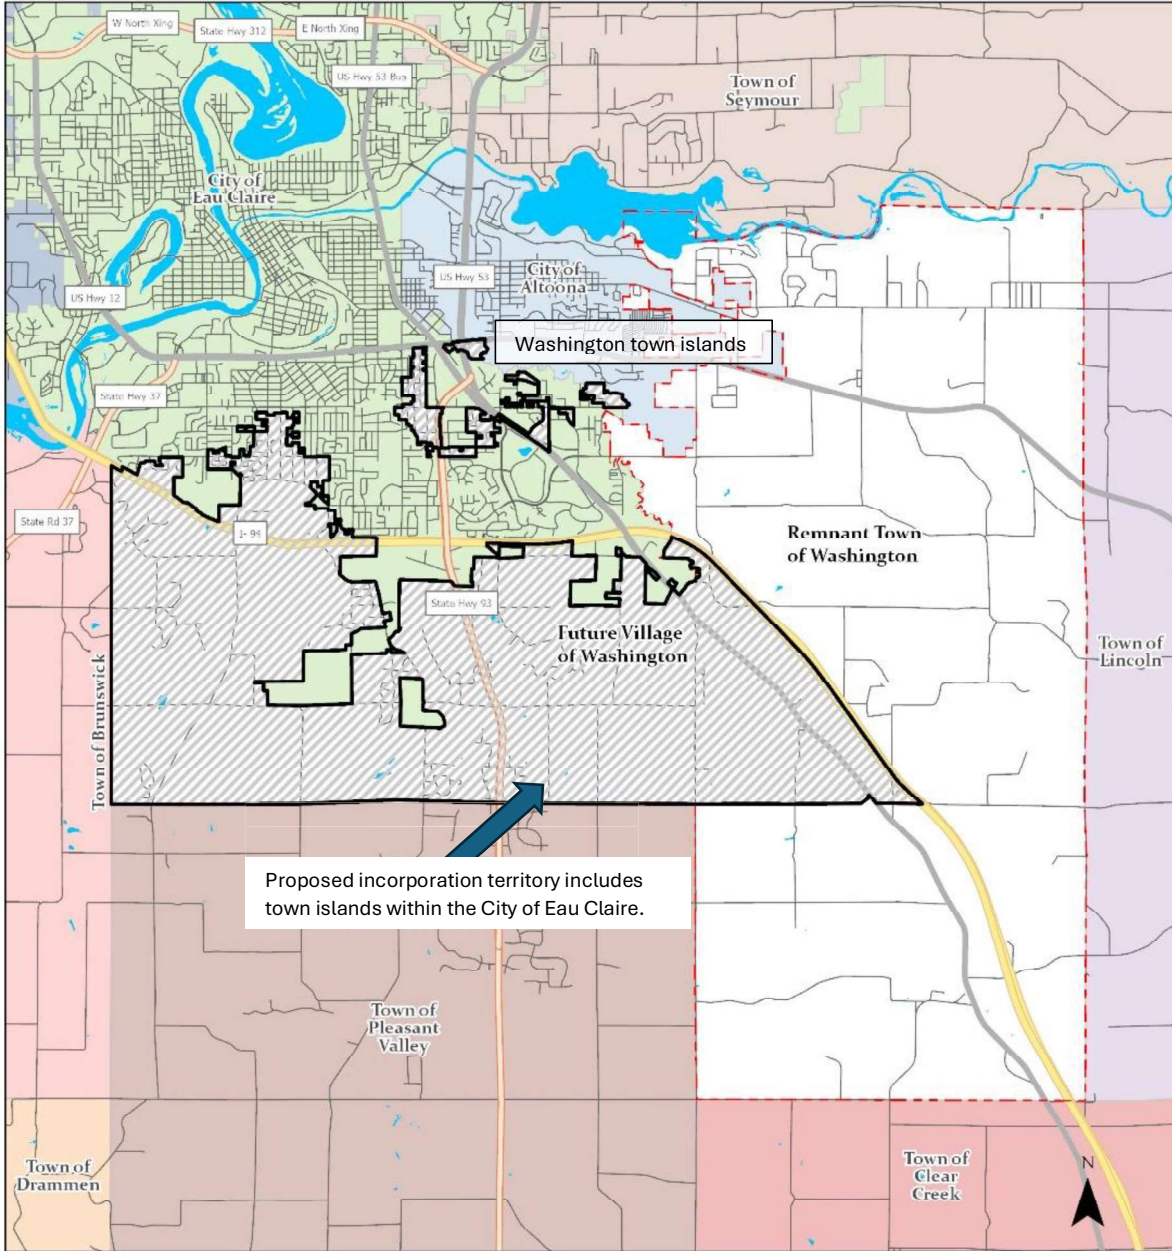 W North Xing
State Hwy 312
E North Xing
US Hwy 53 Bus
Town of
Seymour
City of
Eau Claire
US Hwy 53
City of
Altoona
US Hwy 12
Washington town islands
State Hwy 37
State Rd 37
I- 94
Remnant Town
of Washington
State Hwy 93
Future Village
of Washington
Town of
Lincoln
Town of Brunswick
Proposed incorporation territory includes
town islands within the City of Eau Claire.
Town of
Pleasant
Valley
Town of
Drammen
Town of
Clear
Creek
N